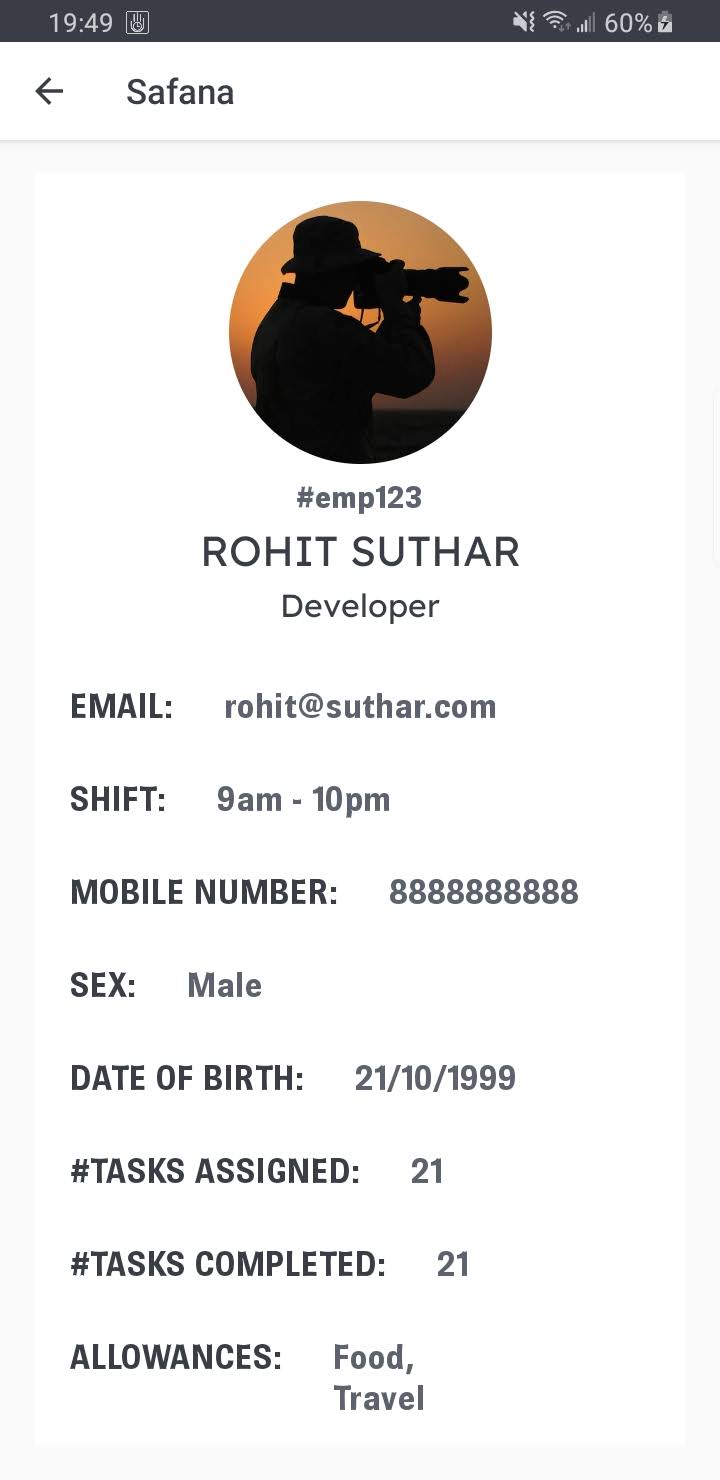 19:49 60%
Safana
#emp123
ROHIT SUTHAR
Developer
EMAIL: rohit@suthar.com
SHIFT: 9am - 10pm
MOBILE NUMBER: 8888888888
SEX: Male
DATE OF BIRTH: 21/10/1999
#TASKS ASSIGNED: 21
#TASKS COMPLETED: 21
ALLOWANCES: Food,
Travel